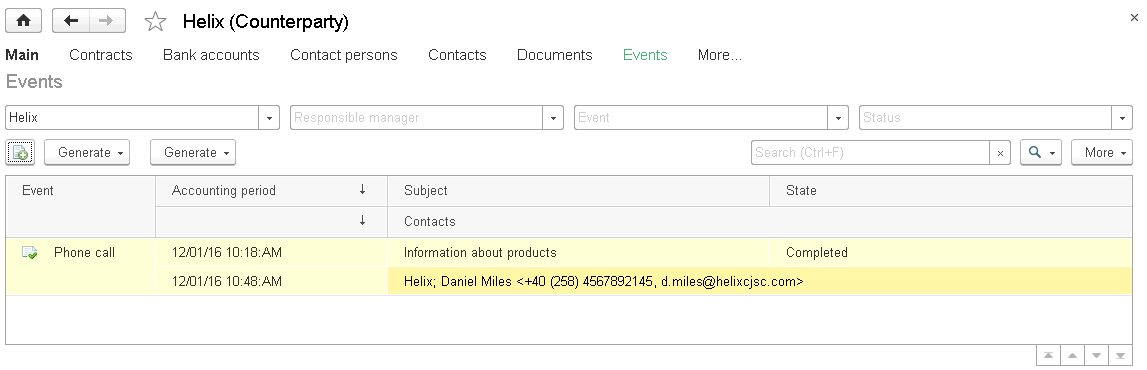 Helix (Counterparty)
Main Contracts Bank accounts Contact persons Contacts Documents Events More...
Events
Helix Responsible manager Event Status
Generate Generate Search (Ctrl+F) × More
Event Accounting period ↓ Subject State
↓ Contacts
Phone call 12/01/16 10:18:AM Information about products Completed
12/01/16 10:48:AM Helix; Daniel Miles <+40 (258) 4567892145, d.miles@helixcjsc.com>